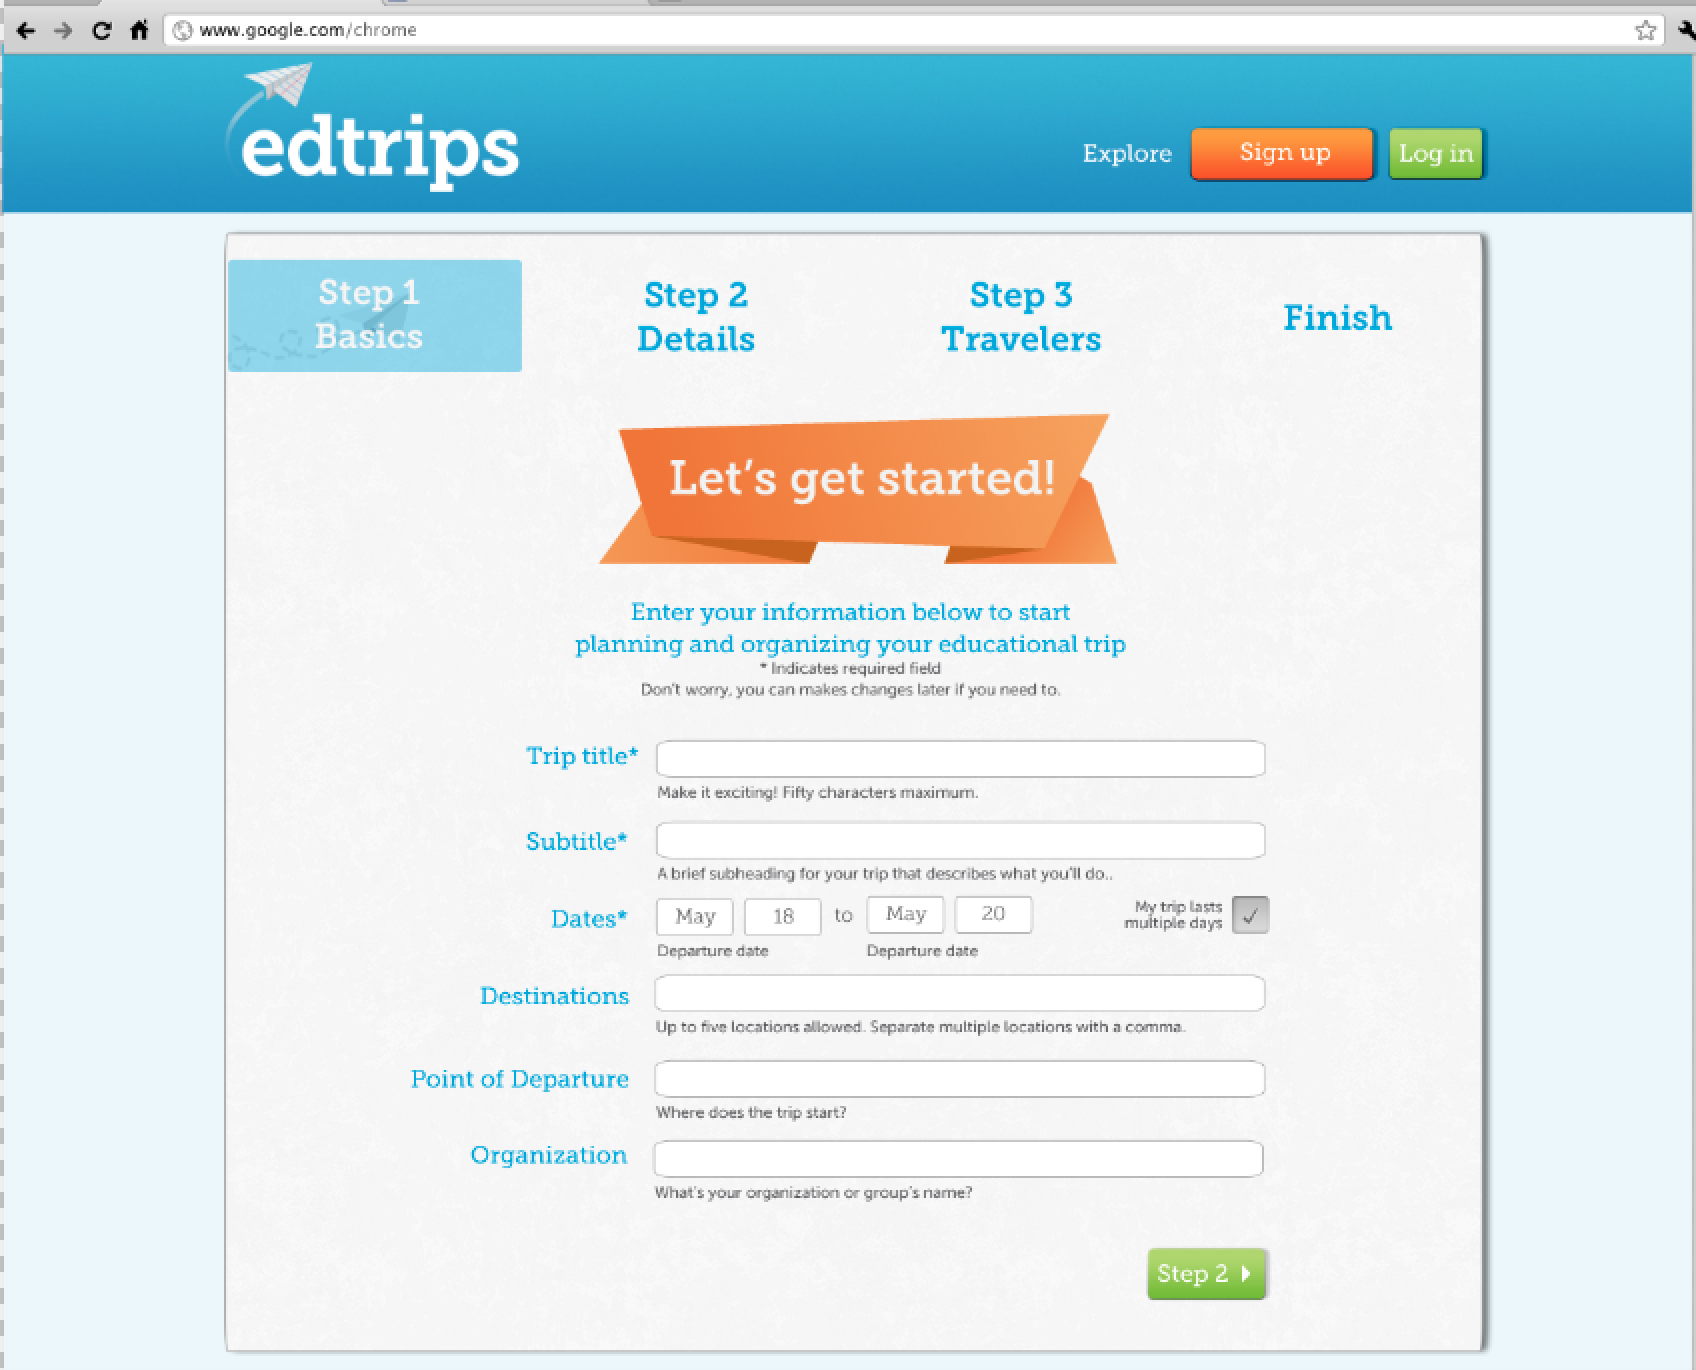 www.google.com/chrome
edtrips
Explore
Sign up
Log in
Step 1
Basics
Step 2
Details
Step 3
Travelers
Finish
Let's get started!
Enter your information below to start
planning and organizing your educational trip
* Indicates required field
Don't worry, you can makes changes later if you need to.
Trip title*
Make it exciting! Fifty characters maximum.
Subtitle*
A brief subheading for your trip that describes what you'll do..
Dates* May 18 to May 20
My trip lasts
multiple days
Departure date Departure date
Destinations
Up to five locations allowed. Separate multiple locations with a comma.
Point of Departure
Where does the trip start?
Organization
What's your organization or group's name?
Step 2